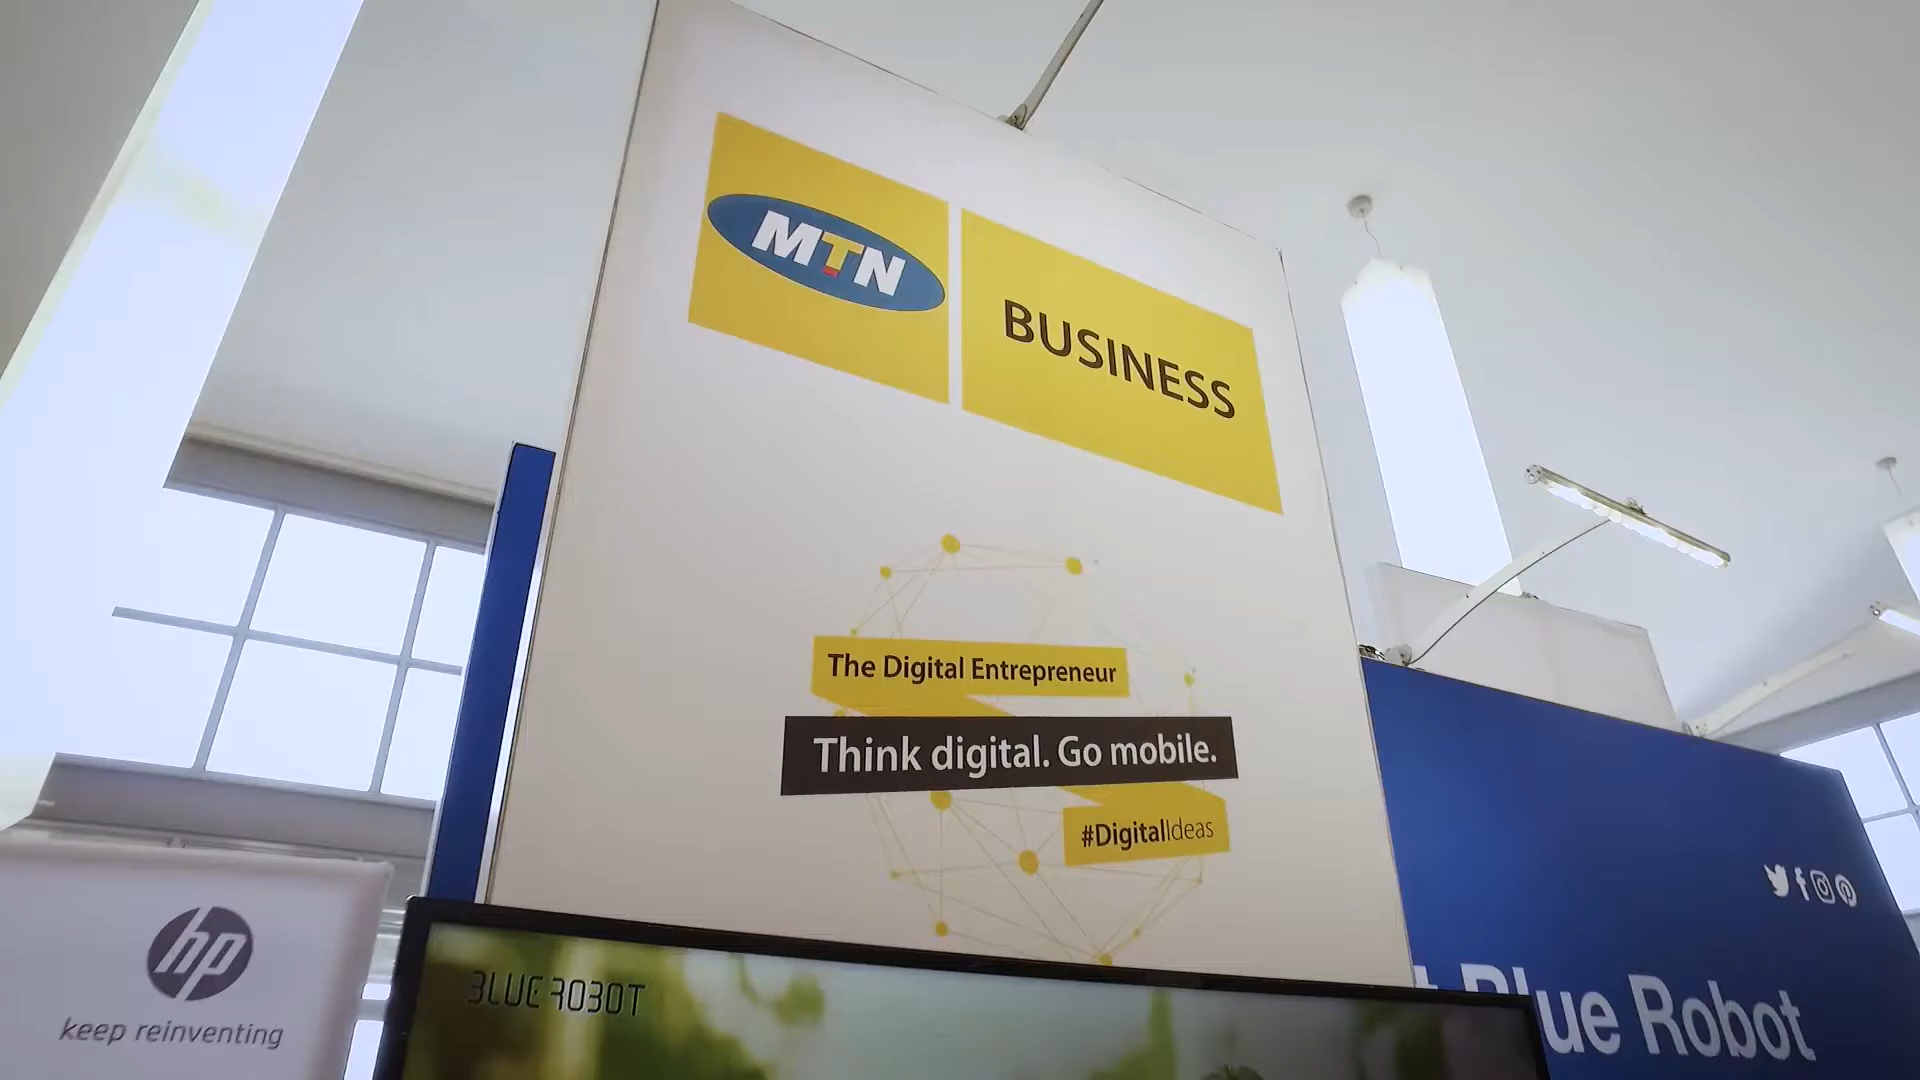 MTN
BUSINESS
The Digital Entrepreneur
Think digital. Go mobile.
#DigitalIdeas
hp
keep reinventing
BLUE ROBOT
Blue Robot